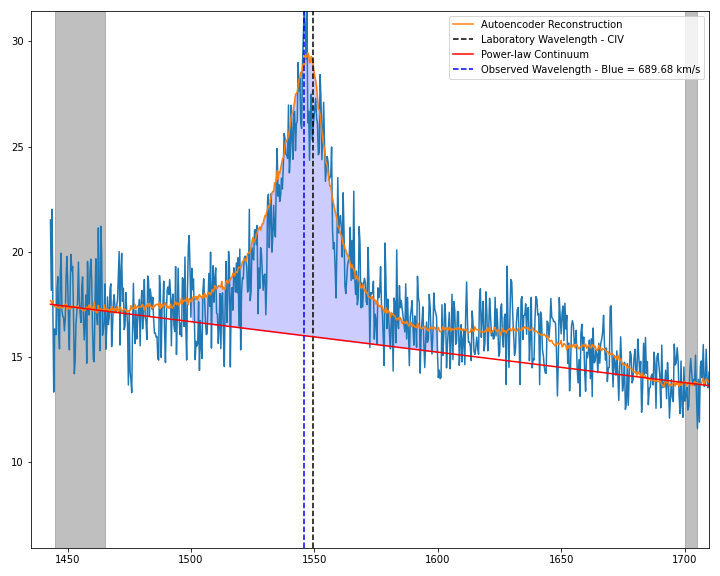 Autoencoder Reconstruction
Laboratory Wavelength - CIV
Power-law Continuum
Observed Wavelength - Blue = 689.68 km/s
30
25
20
15
10
1450
1500
1550
1600
1650
1700